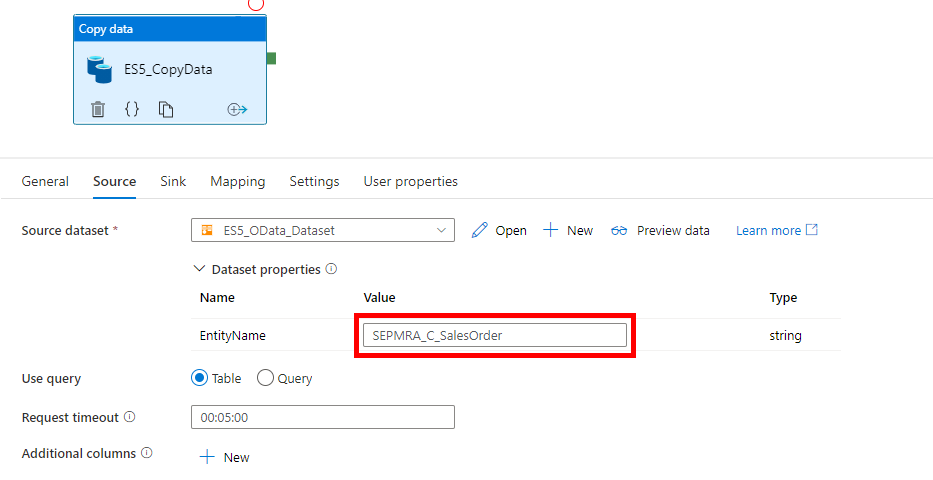 Copy data
ES5_CopyData
{}
General Source Sink Mapping Settings User properties
Source dataset * ES5_OData_Dataset Open New Preview data Learn more
Dataset properties
Name Value Type
EntityName SEPMRA_C_SalesOrder string
Use query Table Query
Request timeout 00:05:00
Additional columns New